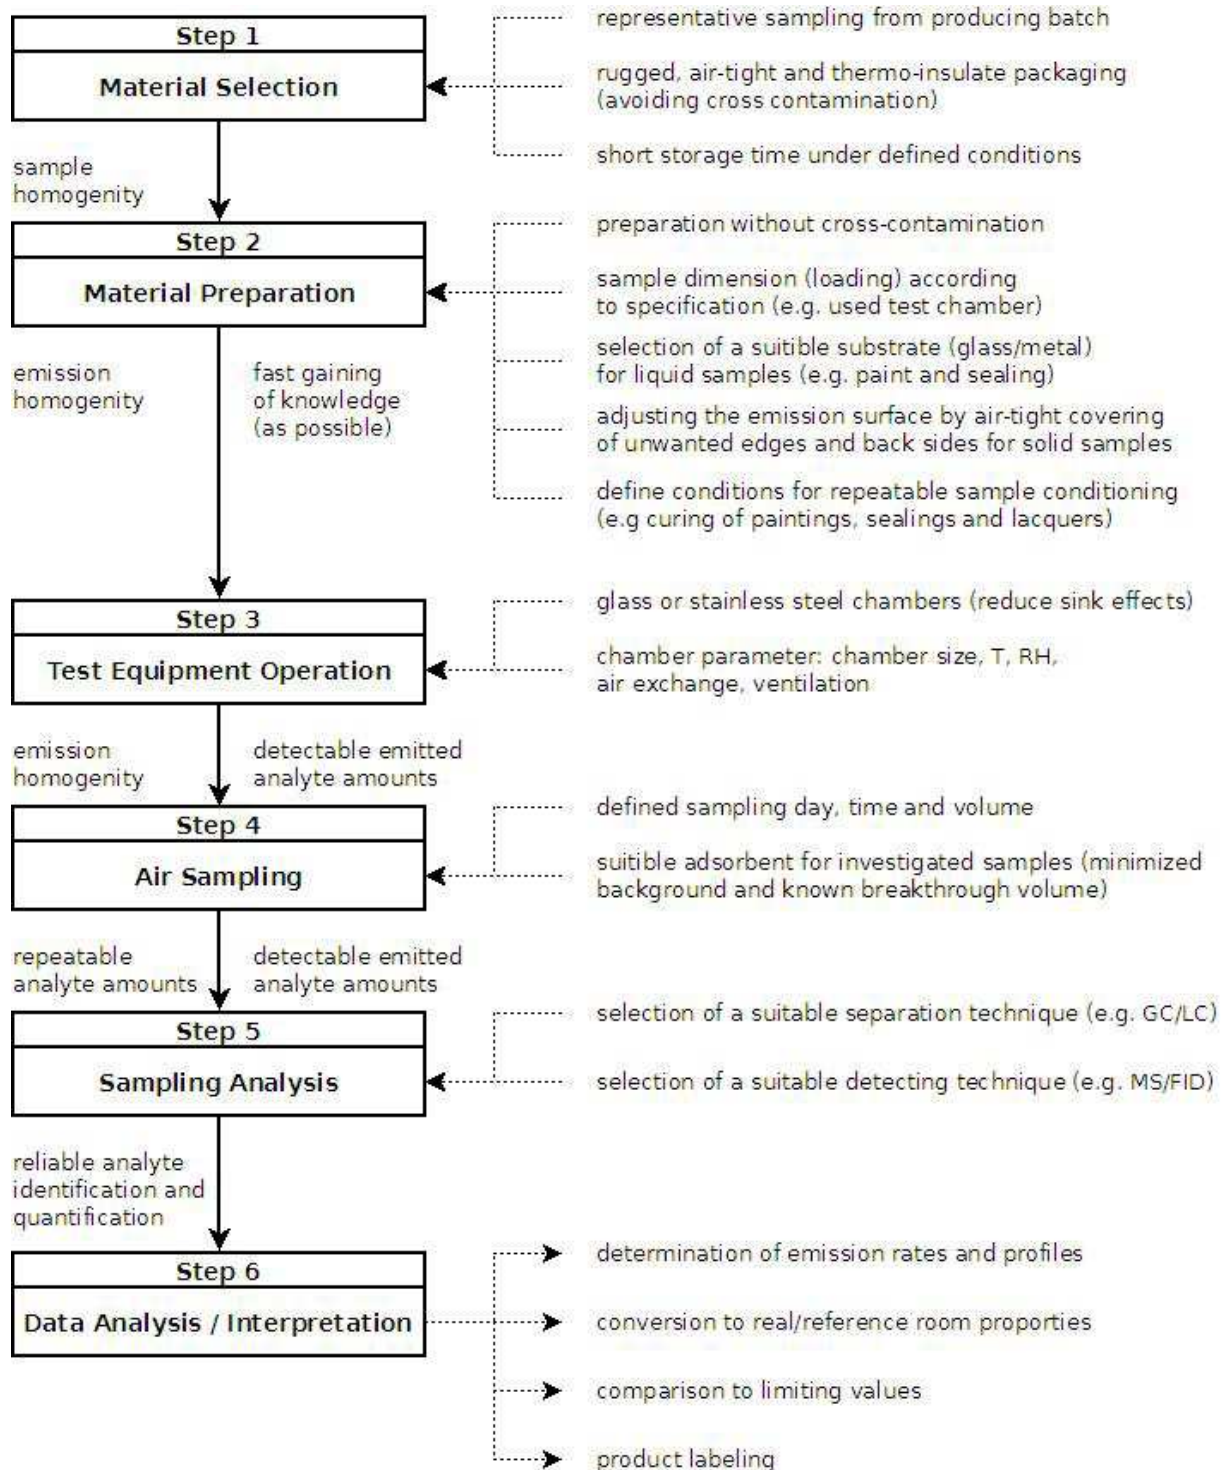 Step 1
Material Selection
representative sampling from producing batch
rugged, air-tight and thermo-insulate packaging
(avoiding cross contamination)
short storage time under defined conditions
sample
homogenity
Step 2
Material Preparation
preparation without cross-contamination
sample dimension (loading) according
to specification (e.g. used test chamber)
selection of a suitible substrate (glass/metal)
for liquid samples (e.g. paint and sealing)
adjusting the emission surface by air-tight covering
of unwanted edges and back sides for solid samples
define conditions for repeatable sample conditioning
(e.g curing of paintings, sealings and lacquers)
emission
homogenity
fast gaining
of knowledge
(as possible)
Step 3
Test Equipment Operation
glass or stainless steel chambers (reduce sink effects)
chamber parameter: chamber size, T, RH,
air exchange, ventilation
emission
homogenity
detectable emitted
analyte amounts
Step 4
Air Sampling
defined sampling day, time and volume
suitible adsorbent for investigated samples (minimized
background and known breakthrough volume)
repeatable
analyte amounts
detectable emitted
analyte amounts
Step 5
Sampling Analysis
selection of a suitable separation technique (e.g. GC/LC)
selection of a suitable detecting technique (e.g. MS/FID)
reliable analyte
identification and
quantification
Step 6
Data Analysis / Interpretation
determination of emission rates and profiles
conversion to real/reference room proporties
comparison to limiting values
product labeling